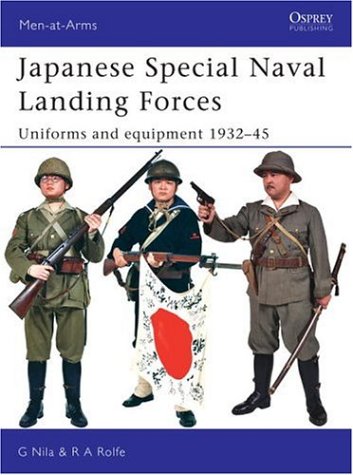 Men-at-Arms
OSPREY
PUBLISHING
Japanese Special Naval
Landing Forces
Uniforms and equipment 1932–45
G Nila & R A Rolfe